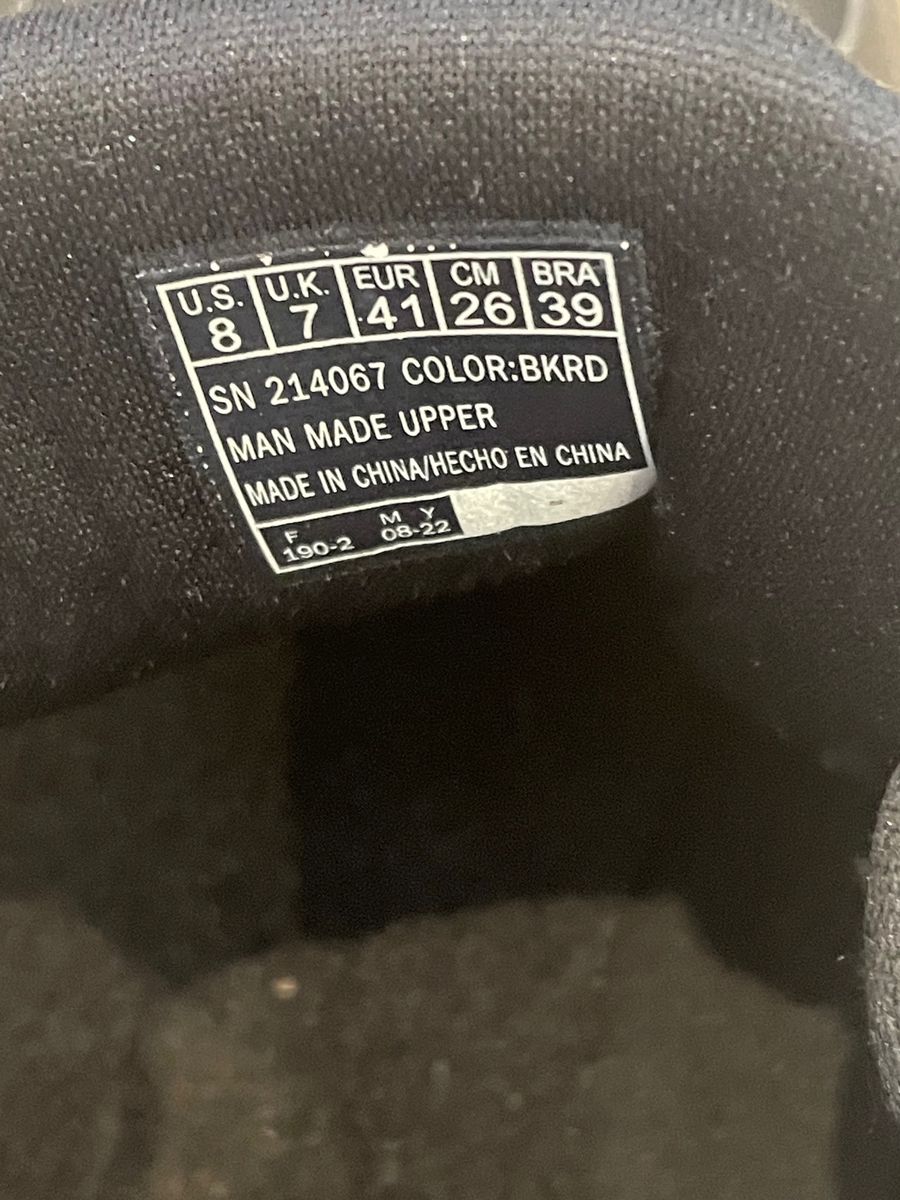 U.S. U.K. EUR CM BRA
8 7 41 26 39
SN 214067 COLOR:BKRD
MAN MADE UPPER
MADE IN CHINA/HECHO EN CHINA
F M Y
190-2 08-22